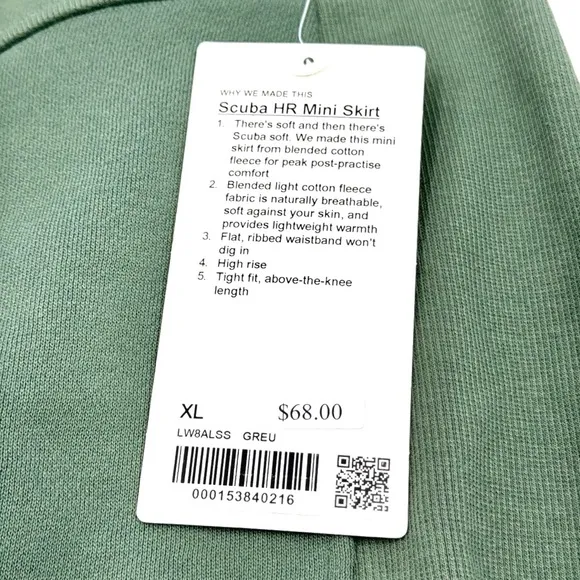 WHY WE MADE THIS
Scuba HR Mini Skirt
1. There's soft and then there's
Scuba soft. We made this mini
skirt from blended cotton
fleece for peak post-practise
comfort
2. Blended light cotton fleece
fabric is naturally breathable,
soft against your skin, and
provides lightweight warmth
3. Flat, ribbed waistband won't
dig in
4. High rise
5. Tight fit, above-the-knee
length
XL $68.00
LW8ALSS GREU
000153840216